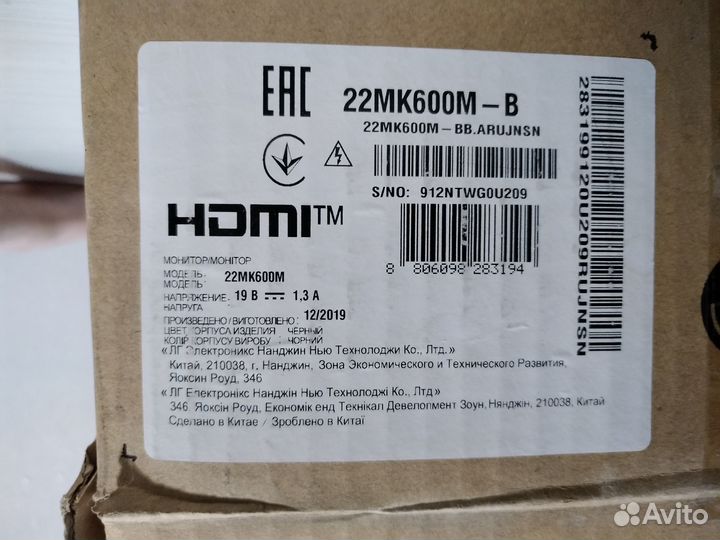 EAC
22MK600M-B
22MK600M-BB.ARUJNSN
S/NO: 912NTWG0U209
HDMI™
8 806098 283194
МОНИТОР/МОНІТОР
МОДЕЛЬ:
МОДЕЛЬ:
22MK600M
НАПРЯЖЕНИЕ:
НАПРУГА
19 В 1,3 А
ПРОИЗВЕДЕНО/ВИГОТОВЛЕНО: 12/2019
ЦВЕТ КОРПУСА ИЗДЕЛИЯ ЧЕРНЫЙ
КОЛІР КОРПУСУ ВИРОБУ ЧОРНИЙ
«ЛГ Электроникс Нанджин Нью Технолоджи Ко., Лтд.»
Китай, 210038, г. Нанджин, Зона Экономического и Технического Развития,
Яоксин Роуд, 346
«ЛГ Електронікс Нанджін Нью Технолоджі Ко., Лтд»
346 Яоксін Роуд, Економік енд Текнікал Девелопмент Зоун, Нянджін, 210038, Китай
Сделано в Китае / Зроблено в Китаї
283199120U209RUJNSN
Avito